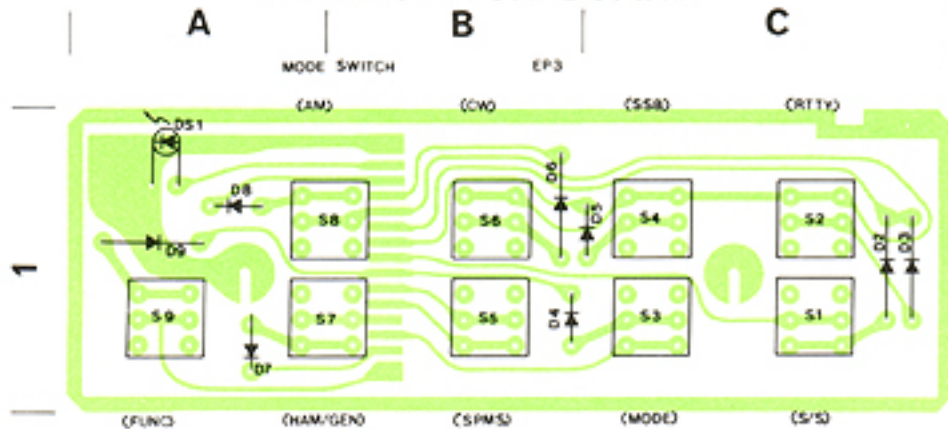 A B C
MODE SWITCH EP3
(AM) (CW) (SSB) (RTTY)
DS1
D8 D6 D5
S8 S6 S4 S2
D9 D2 D3
S9 S7 S5 D4 S3 S1
D7
1
(FUNC) (HAM/GEN) (SPMS) (MODE) (S/S)